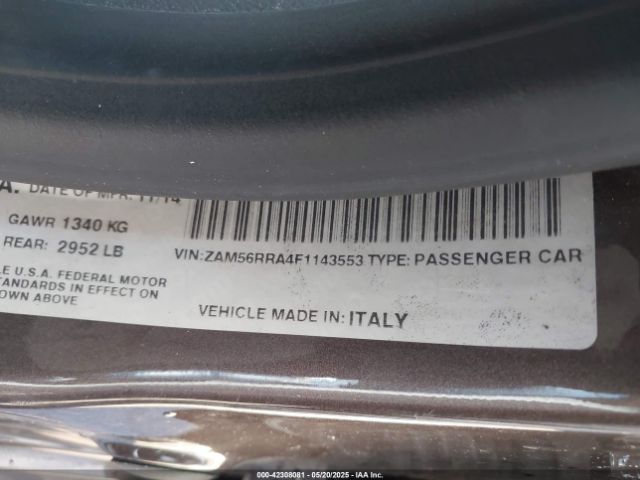 A. DATE OF MFR. 11/14
GAWR 1340 KG
REAR: 2952 LB
VIN:ZAM56RRA4F1143553 TYPE: PASSENGER CAR
LE U.S.A. FEDERAL MOTOR
STANDARDS IN EFFECT ON
OWN ABOVE
VEHICLE MADE IN: ITALY
000-42308081 - 05/20/2025 - IAA, Inc.